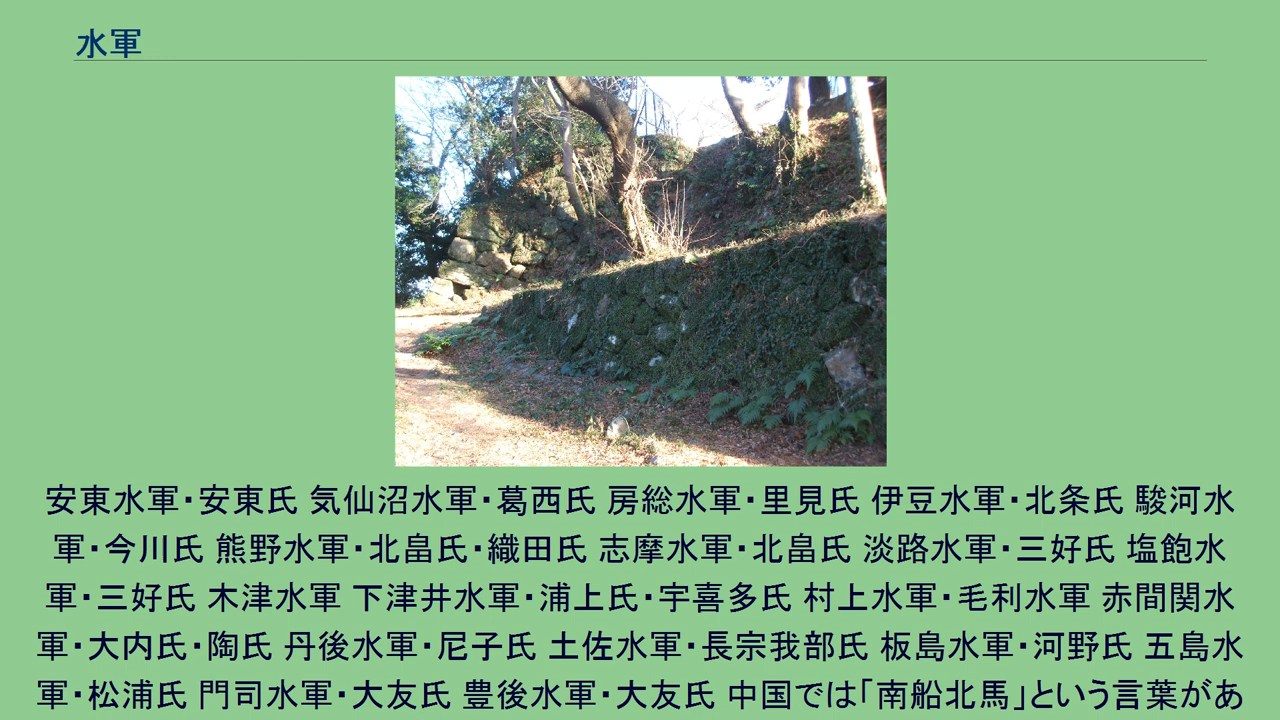 水軍
安東水軍・安東氏 気仙沼水軍・葛西氏 房総水軍・里見氏 伊豆水軍・北条氏 駿河水
軍・今川氏 熊野水軍・北畠氏・織田氏 志摩水軍・北畠氏 淡路水軍・三好氏 塩飽水
軍・三好氏 木津水軍 下津井水軍・浦上氏・宇喜多氏 村上水軍・毛利水軍 赤間関水
軍・大内氏・陶氏 丹後水軍・尼子氏 土佐水軍・長宗我部氏 板島水軍・河野氏 五島水
軍・松浦氏 門司水軍・大友氏 豊後水軍・大友氏 中国では「南船北馬」という言葉があ